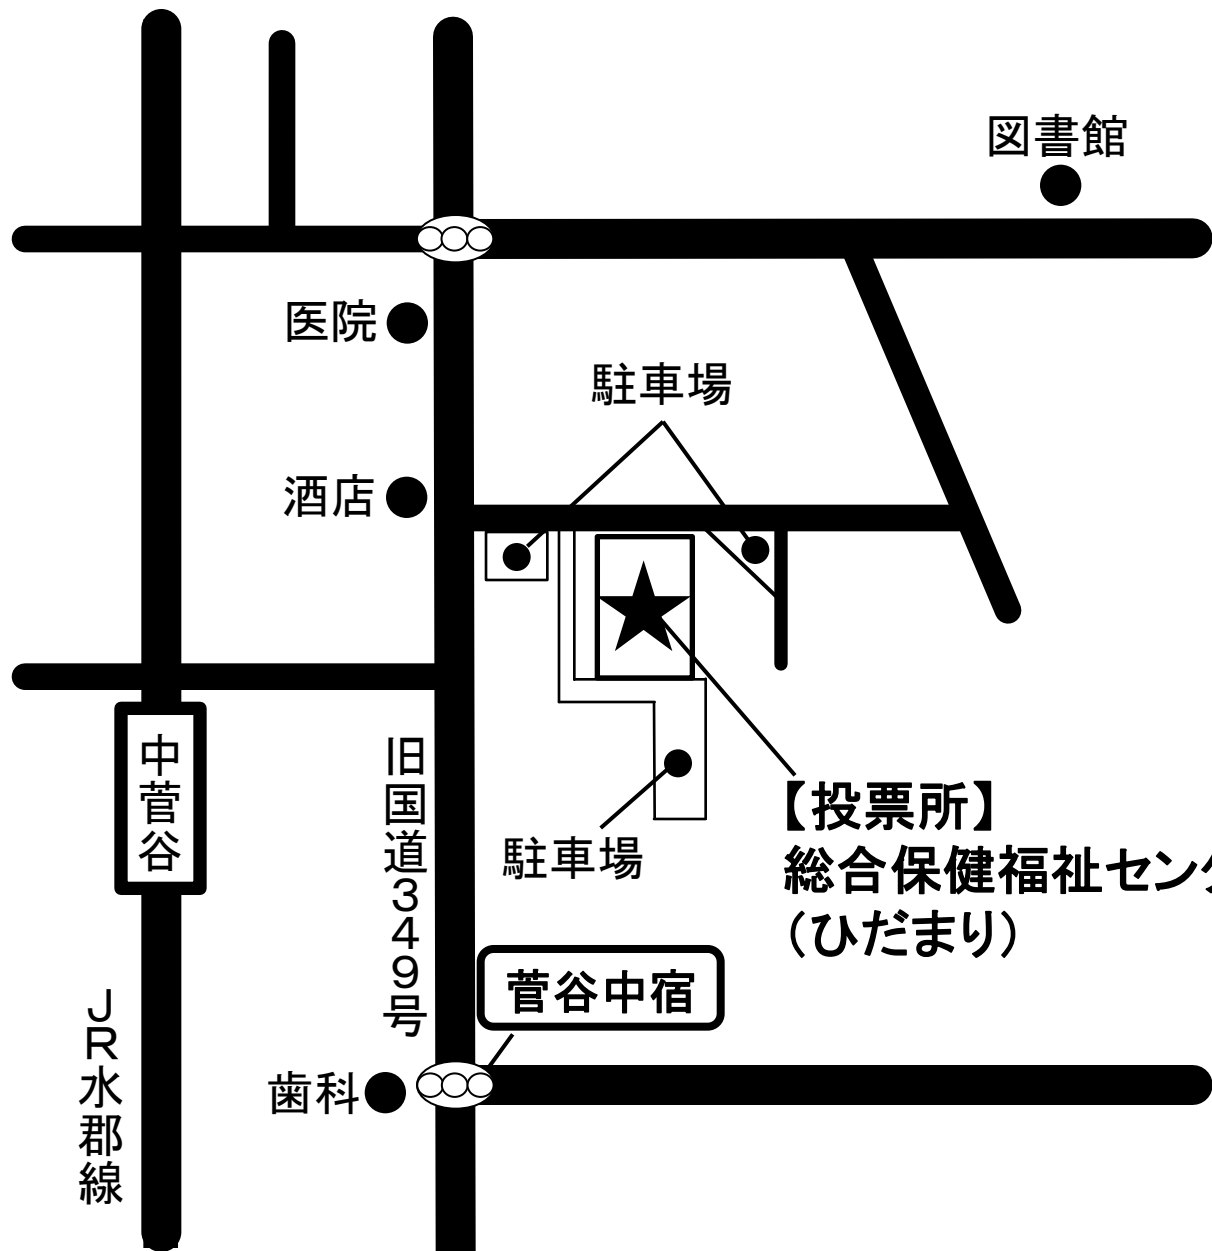 図書館
医院
駐車場
酒店
中菅谷
旧国道349号
駐車場
【投票所】
総合保健福祉センタ
(ひだまり)
菅谷中宿
歯科
JR水郡線